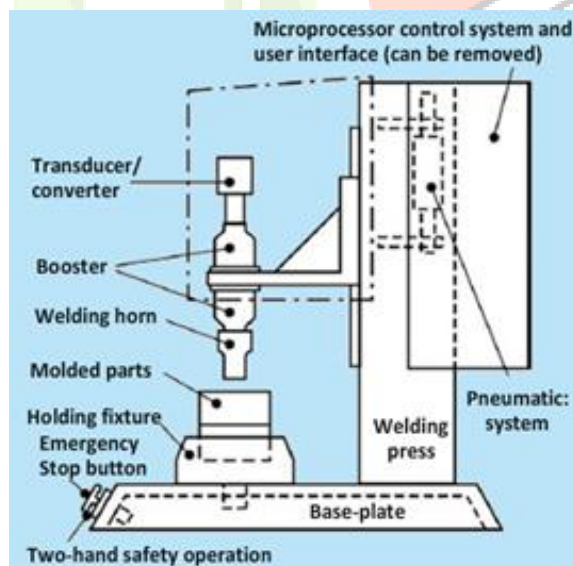 Microprocessor control system and
user interface (can be removed)
Transducer/
converter
Booster
Welding horn
Molded parts
Holding fixture
Emergency
Stop button
Two-hand safety operation
Base-plate
Welding
press
Pneumatic:
system